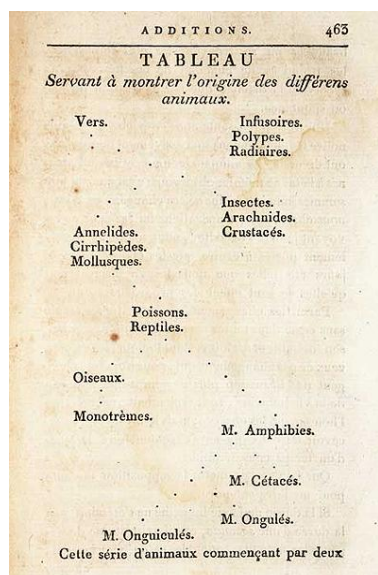 ADDITIONS. 463
TABLEAU
Servant à montrer l'origine des différens
animaux.
Vers. Infusoires.
Polypes.
Radiaires.
Insectes.
Arachnides.
Annelides. Crustacés.
Cirrhipèdes.
Mollusques.
Poissons.
Reptiles.
Oiseaux.
Monotrèmes.
M. Amphibies.
M. Cétacés.
M. Ongulés.
M. Onguiculés.
Cette série d'animaux commençant par deux